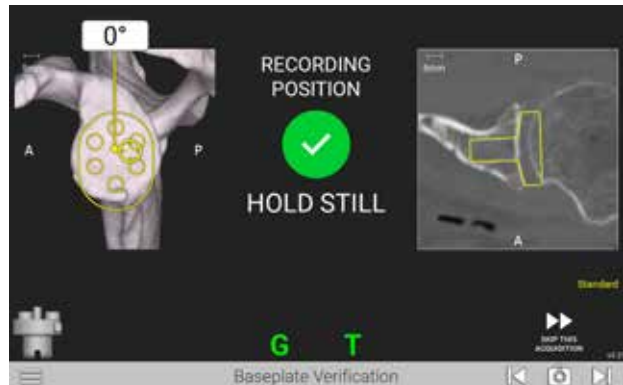 0°
RECORDING
POSITION
HOLD STILL
A
P
P
A
Standard
SKIP THIS
ACQUISITION
G T
Baseplate Verification